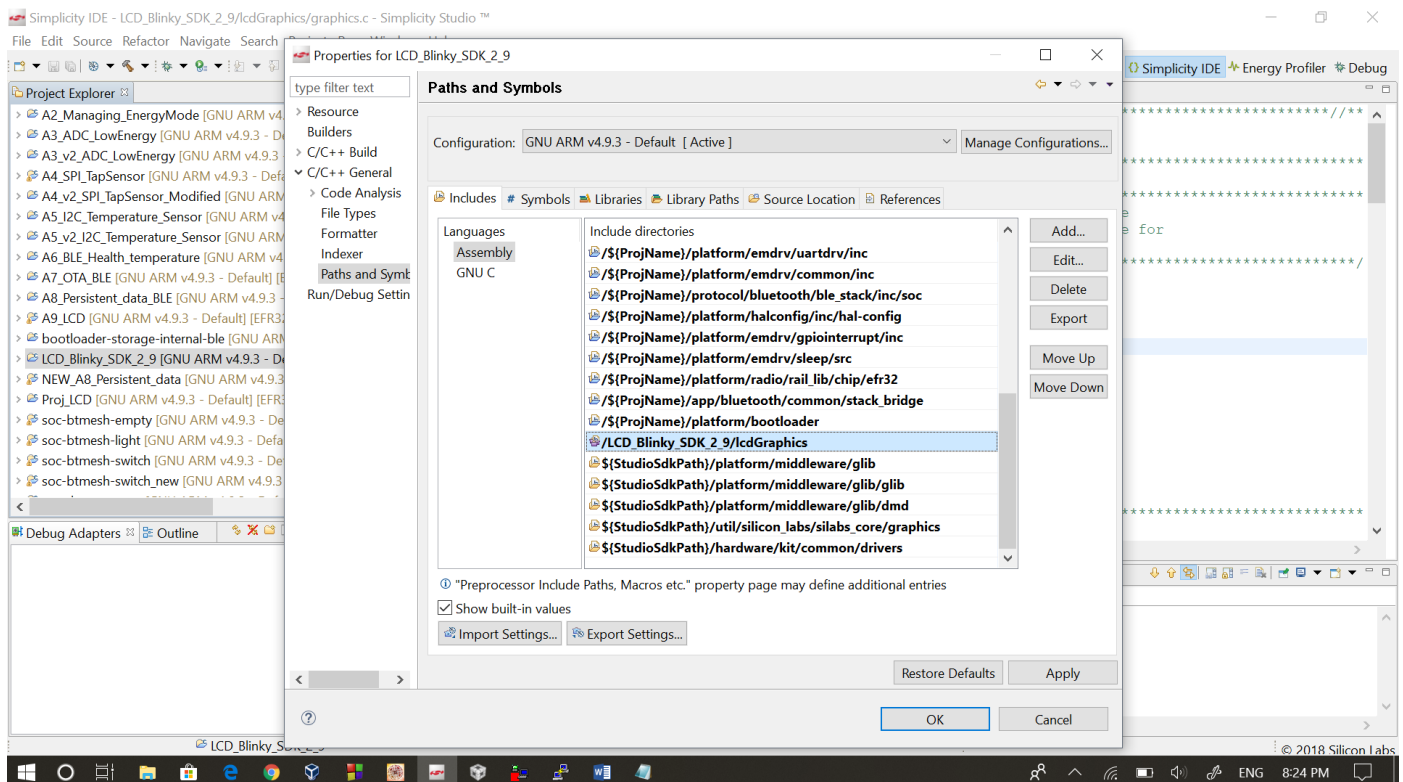 Simplicity IDE - LCD_Blinky_SDK_2_9/lcdGraphics/graphics.c - Simplicity Studio ™
File Edit Source Refactor Navigate Search
Simplicity IDE Energy Profiler Debug
Project Explorer
A2_Managing_EnergyMode [GNU ARM v4.
A3_ADC_LowEnergy [GNU ARM v4.9.3 - De
A3_v2_ADC_LowEnergy [GNU ARM v4.9.3
A4_SPI_TapSensor [GNU ARM v4.9.3 - Defa
A4_v2_SPI_TapSensor_Modified [GNU ARM
A5_I2C_Temperature_Sensor [GNU ARM v4
A5_v2_I2C_Temperature_Sensor [GNU ARM
A6_BLE_Health_temperature [GNU ARM v4
A7_OTA_BLE [GNU ARM v4.9.3 - Default] [E
A8_Persistent_data_BLE [GNU ARM v4.9.3 -
A9_LCD [GNU ARM v4.9.3 - Default] [EFR32
bootloader-storage-internal-ble [GNU ARM
LCD_Blinky_SDK_2_9 [GNU ARM v4.9.3 - De
NEW_A8_Persistent_data [GNU ARM v4.9.3
Proj_LCD [GNU ARM v4.9.3 - Default] [EFR3
soc-btmesh-empty [GNU ARM v4.9.3 - De
soc-btmesh-light [GNU ARM v4.9.3 - Defa
soc-btmesh-switch [GNU ARM v4.9.3 - De
soc-btmesh-switch_new [GNU ARM v4.9.3
Debug Adapters Outline
Properties for LCD_Blinky_SDK_2_9
type filter text
Resource
Builders
C/C++ Build
C/C++ General
Code Analysis
File Types
Formatter
Indexer
Paths and Symb
Run/Debug Settin
Paths and Symbols
Configuration: GNU ARM v4.9.3 - Default [ Active ] Manage Configurations...
Includes # Symbols Libraries Library Paths Source Location References
Languages
Assembly
GNU C
Include directories
/${ProjName}/platform/emdrv/uartdrv/inc
/${ProjName}/platform/emdrv/common/inc
/${ProjName}/protocol/bluetooth/ble_stack/inc/soc
/${ProjName}/platform/halconfig/inc/hal-config
/${ProjName}/platform/emdrv/gpiointerrupt/inc
/${ProjName}/platform/emdrv/sleep/src
/${ProjName}/platform/radio/rail_lib/chip/efr32
/${ProjName}/app/bluetooth/common/stack_bridge
/${ProjName}/platform/bootloader
/LCD_Blinky_SDK_2_9/lcdGraphics
${StudioSdkPath}/platform/middleware/glib
${StudioSdkPath}/platform/middleware/glib/glib
${StudioSdkPath}/platform/middleware/glib/dmd
${StudioSdkPath}/util/silicon_labs/silabs_core/graphics
${StudioSdkPath}/hardware/kit/common/drivers
Add...
Edit...
Delete
Export
Move Up
Move Down
"Preprocessor Include Paths, Macros etc." property page may define additional entries
Show built-in values
Import Settings... Export Settings...
Restore Defaults Apply
OK Cancel
***************************//**
****************************
****************************
e
e for
***************************/
****************************
LCD_Blinky_SDK_2_9
© 2018 Silicon Labs
ENG 8:24 PM